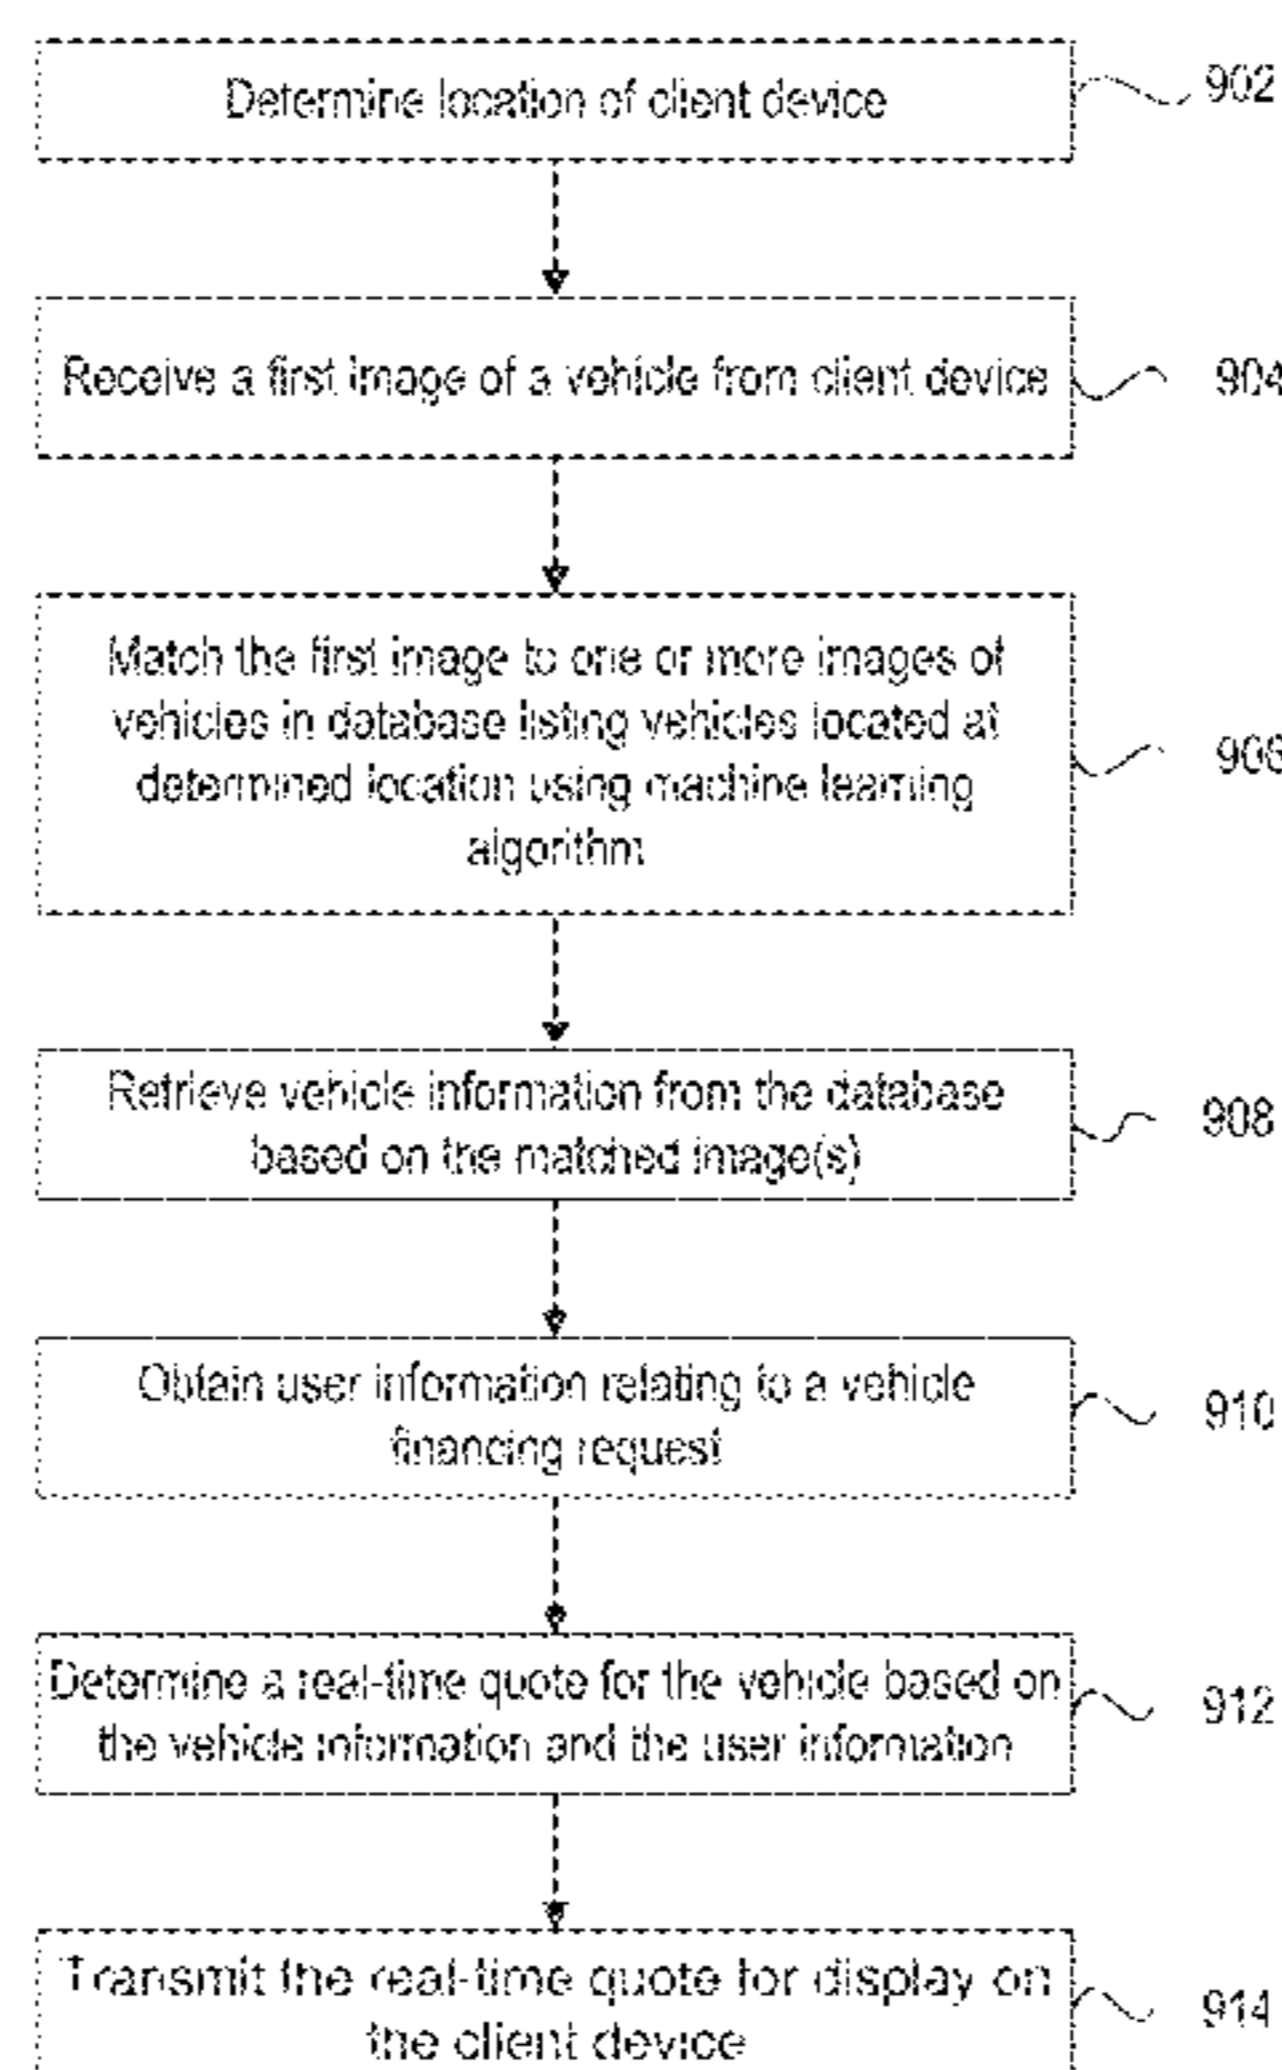 Determine location of client device
902
Receive a first image of a vehicle from client device
904
Match the first image to one or more images of
vehicles in database listing vehicles located at
determined location using machine learning
algorithm
906
Retrieve vehicle information from the database
based on the matched image(s)
908
Obtain user information relating to a vehicle
financing request
910
Determine a real-time quote for the vehicle based on
the vehicle information and the user information
912
Transmit the real-time quote for display on
the client device
914